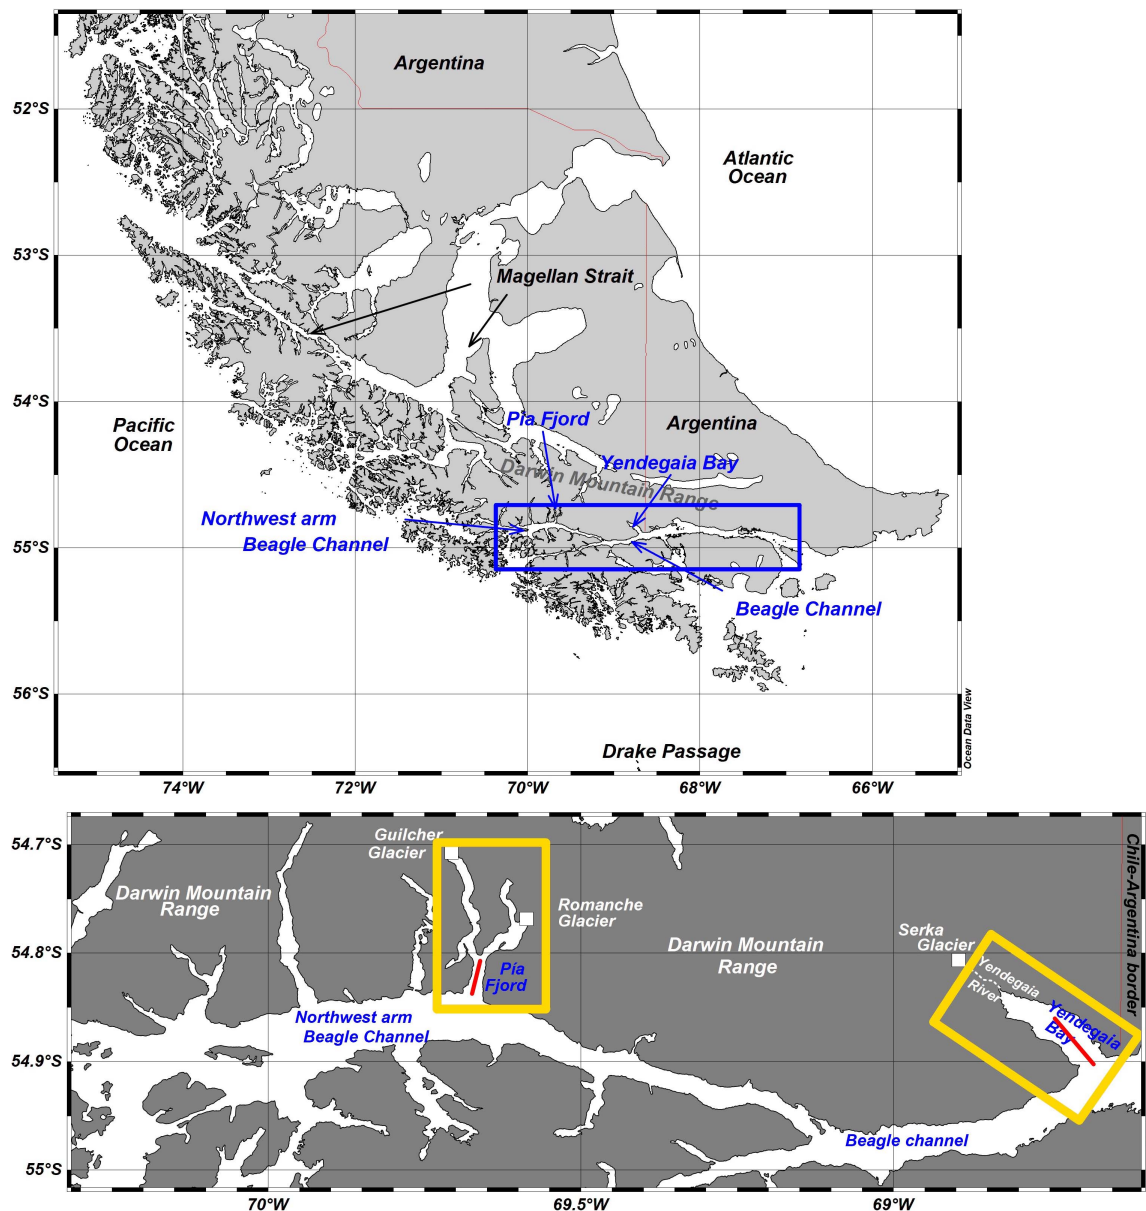 Argentina
52°S
Atlantic
Ocean
53°S
Magellan Strait
54°S
Pacific
Ocean
Pía Fjord
Argentina
Yendegaia Bay
Darwin Mountain Range
Northwest arm
Beagle Channel
55°S
Beagle Channel
56°S
Drake Passage
Ocean Data View
74°W
72°W
70°W
68°W
66°W
54.7°S
Guilcher
Glacier
Darwin Mountain
Range
Romanche
Glacier
54.8°S
Darwin Mountain
Range
Serka
Glacier
Yendegaia
River
Chile-Argentina border
Pía
Fjord
Northwest arm
Beagle Channel
Yendegaia
Bay
54.9°S
Beagle channel
55°S
70°W
69.5°W
69°W